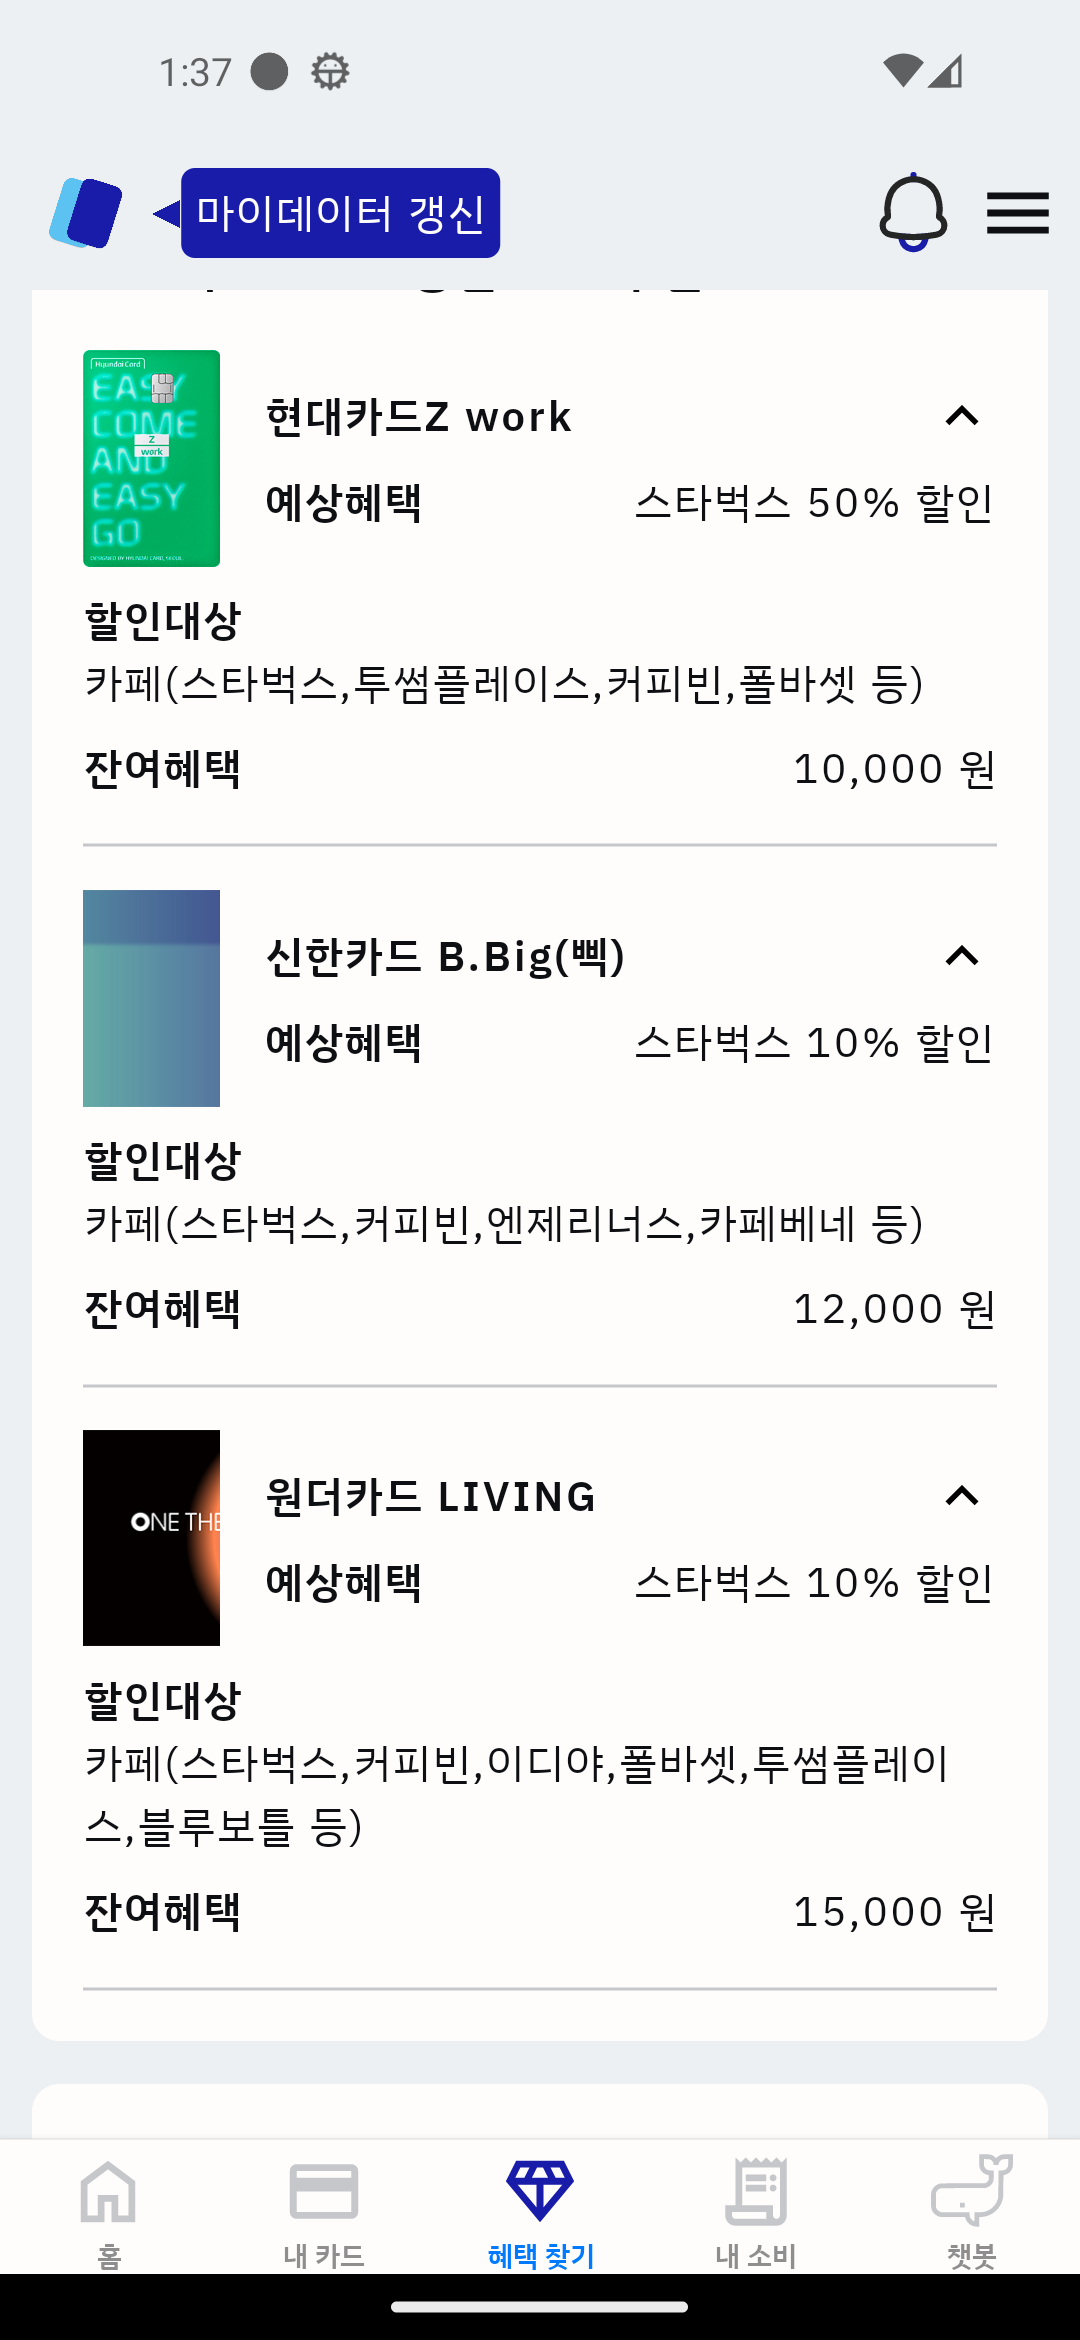 1:37
마이데이터 갱신
Hyundai Card
EASY
COME
AND
EASY
GO
Z
work
DESIGNED BY HYUNDAI CARD, SEOUL.
현대카드Z work
예상혜택 스타벅스 50% 할인
할인대상
카페(스타벅스,투썸플레이스,커피빈,폴바셋 등)
잔여혜택 10,000 원
신한카드 B.Big(삑)
예상혜택 스타벅스 10% 할인
할인대상
카페(스타벅스,커피빈,엔제리너스,카페베네 등)
잔여혜택 12,000 원
ONE THE
원더카드 LIVING
예상혜택 스타벅스 10% 할인
할인대상
카페(스타벅스,커피빈,이디야,폴바셋,투썸플레이
스,블루보틀 등)
잔여혜택 15,000 원
홈 내 카드 혜택 찾기 내 소비 챗봇